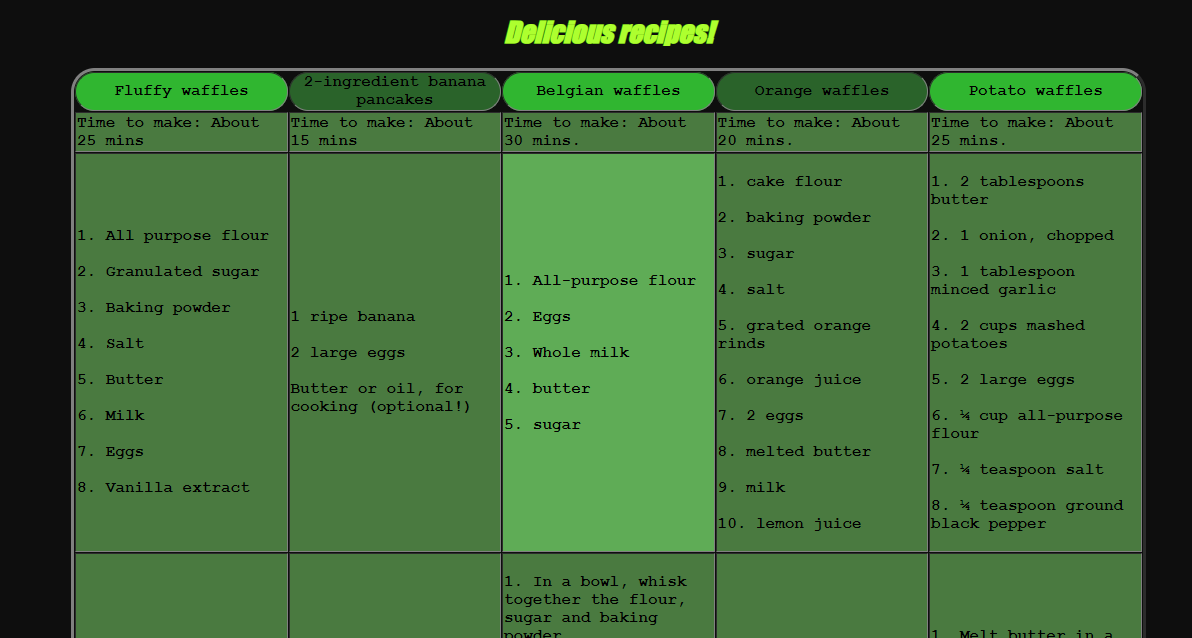 Delicious recipes!
Fluffy waffles
2-ingredient banana
pancakes
Belgian waffles
Orange waffles
Potato waffles
Time to make: About
25 mins
Time to make: About
15 mins
Time to make: About
30 mins.
Time to make: About
20 mins.
Time to make: About
25 mins.
1. All purpose flour
2. Granulated sugar
3. Baking powder
4. Salt
5. Butter
6. Milk
7. Eggs
8. Vanilla extract
1 ripe banana
2 large eggs
Butter or oil, for
cooking (optional!)
1. All-purpose flour
2. Eggs
3. Whole milk
4. butter
5. sugar
1. cake flour
2. baking powder
3. sugar
4. salt
5. grated orange
rinds
6. orange juice
7. 2 eggs
8. melted butter
9. milk
10. lemon juice
1. 2 tablespoons
butter
2. 1 onion, chopped
3. 1 tablespoon
minced garlic
4. 2 cups mashed
potatoes
5. 2 large eggs
6. ¼ cup all-purpose
flour
7. ¼ teaspoon salt
8. ¼ teaspoon ground
black pepper
1. In a bowl, whisk
together the flour,
sugar and baking
powder
1. Melt butter in a